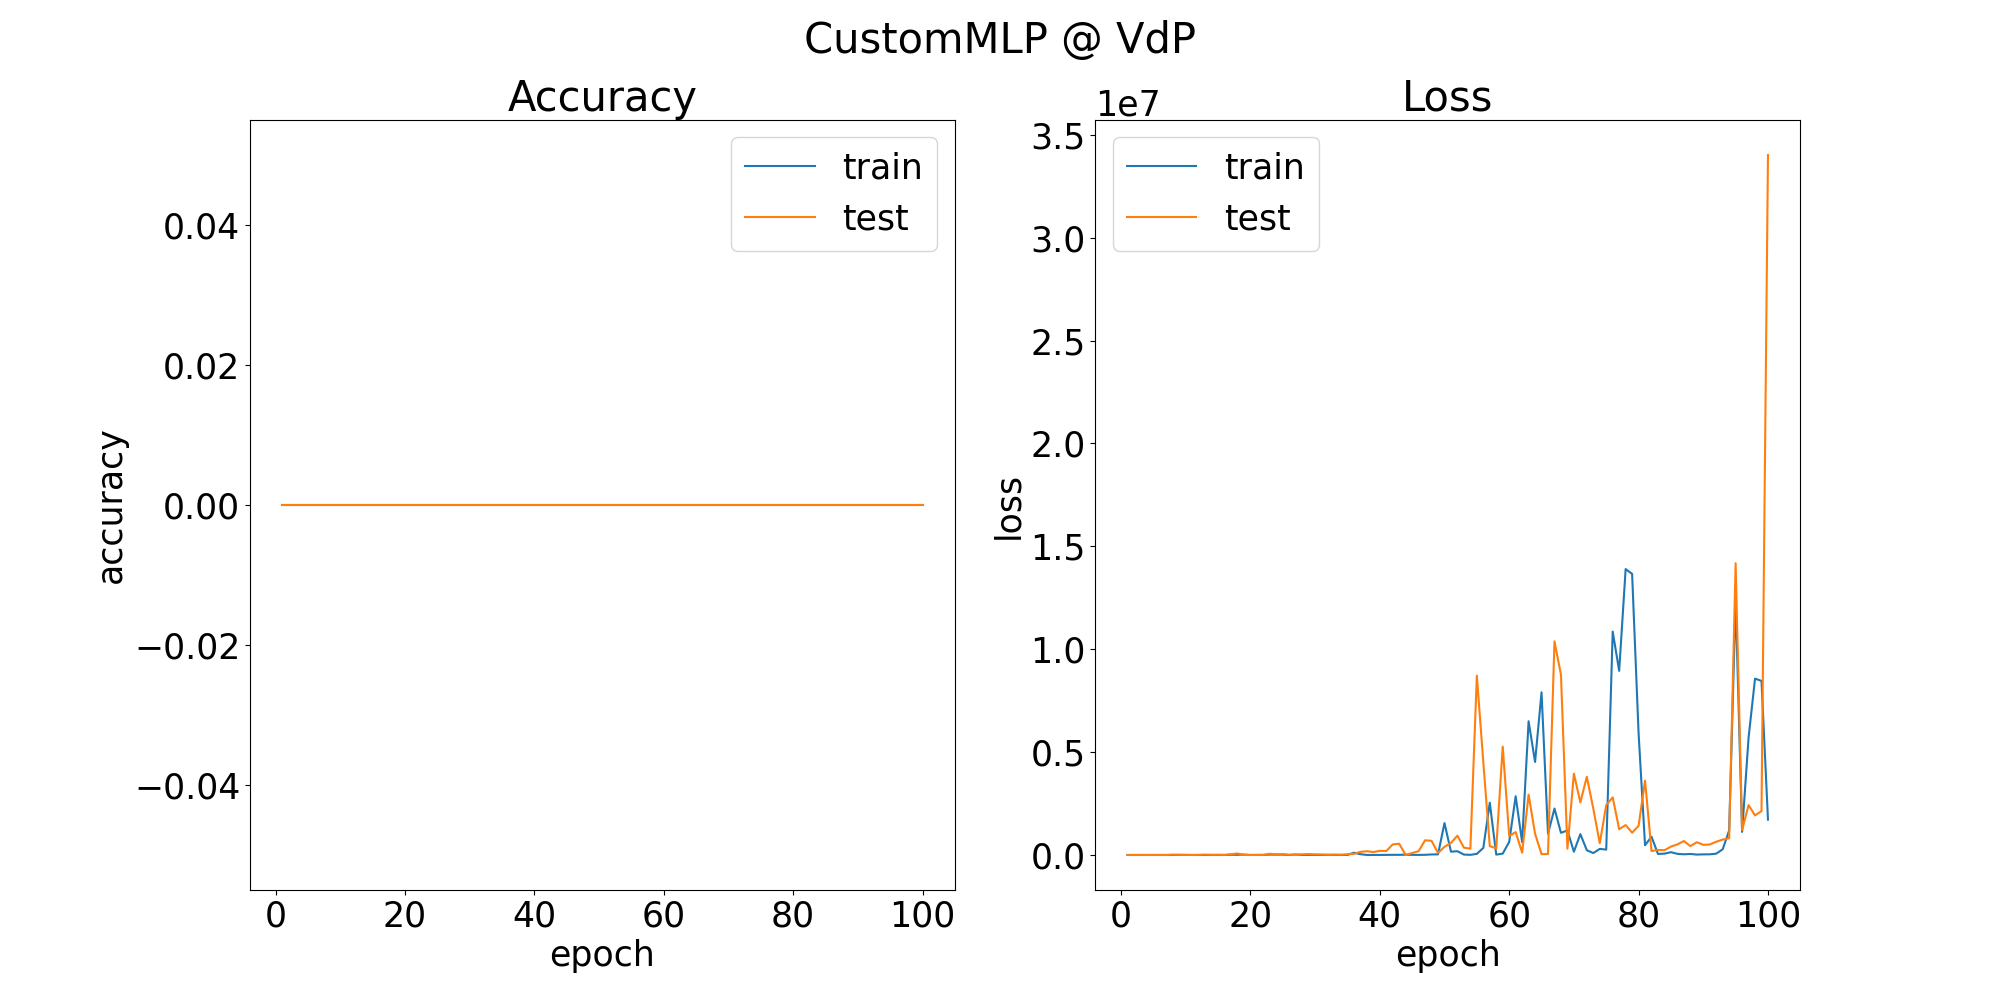 CustomMLP @ VdP
Accuracy
train
test
0.04
0.02
0.00
−0.02
−0.04
accuracy
0 20 40 60 80 100
epoch
Loss
1e7
train
test
3.5
3.0
2.5
2.0
1.5
1.0
0.5
0.0
loss
0 20 40 60 80 100
epoch